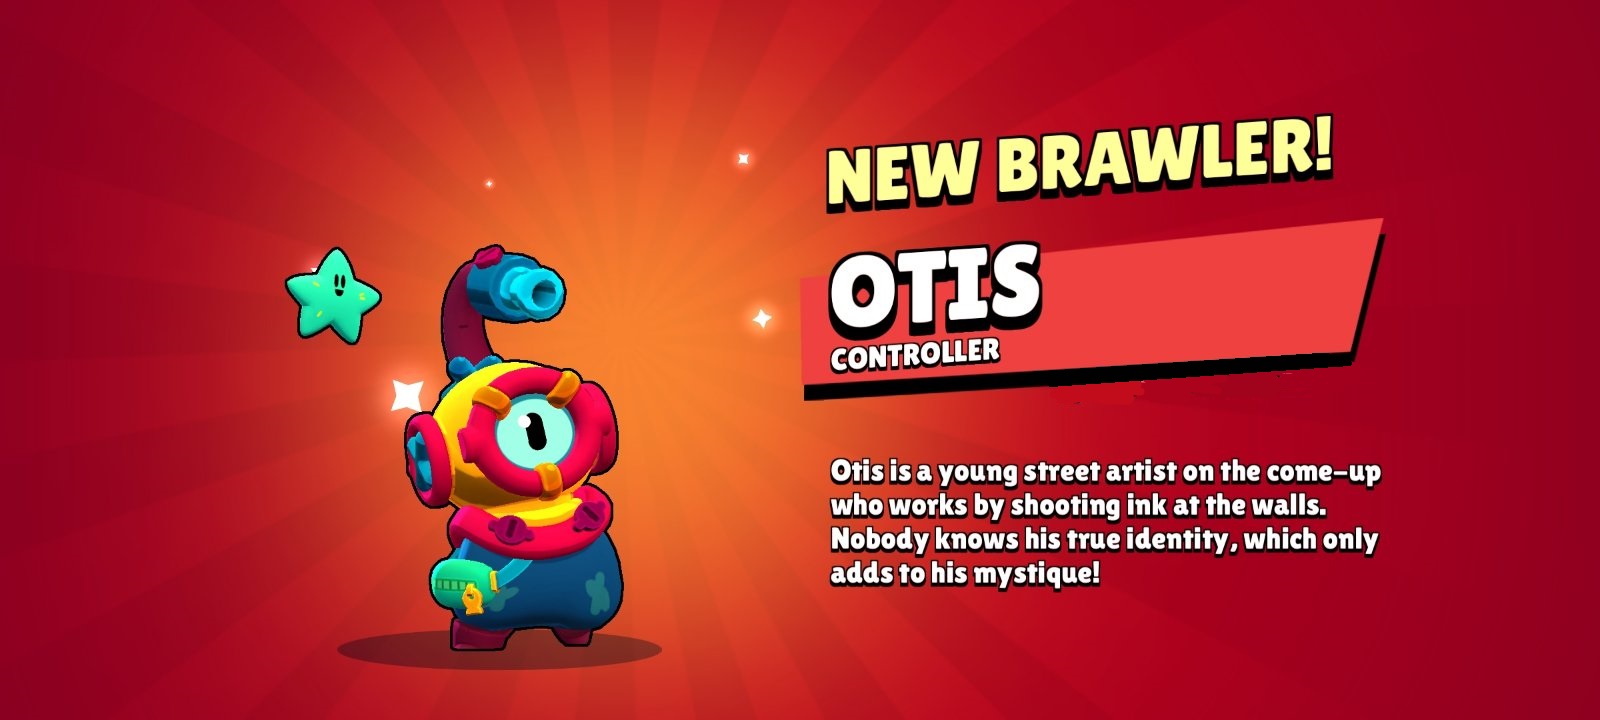 NEW BRAWLER!
OTIS
CONTROLLER
Otis is a young street artist on the come-up
who works by shooting ink at the walls.
Nobody knows his true identity, which only
adds to his mystique!